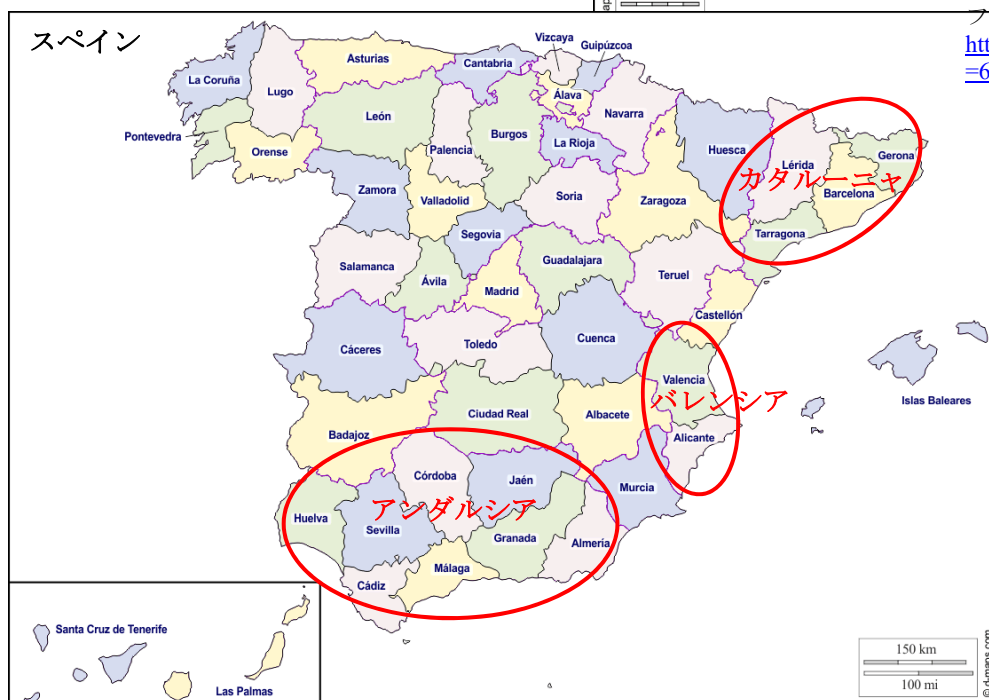 スペイン
htt
=6
Vizcaya
Guipúzcoa
Asturias
Cantabria
La Coruña
Lugo
Álava
Navarra
León
Pontevedra
Burgos
La Rioja
Huesca
Palencia
Orense
Lérida
Gerona
カタルーニャ
Zamora
Valladolid
Soria
Zaragoza
Barcelona
Segovia
Tarragona
Salamanca
Ávila
Guadalajara
Teruel
Madrid
Castellón
Cáceres
Toledo
Cuenca
Valencia
バレンシア
Islas Baleares
Badajoz
Ciudad Real
Albacete
Alicante
Córdoba
Jaén
Murcia
アンダルシア
Huelva
Sevilla
Granada
Almería
Málaga
Cádiz
Santa Cruz de Tenerife
Las Palmas
150 km
100 mi
© d-maps.com